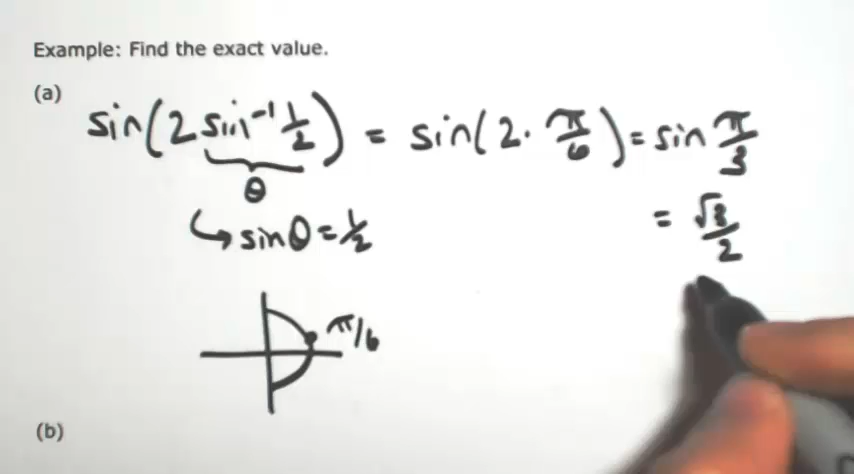 Example: Find the exact value.
(a)
sin(2 sin⁻¹ 1/2) = sin(2 · π/6) = sin π/3
θ
↳ sinθ = 1/2
= √3/2
π/6
(b)